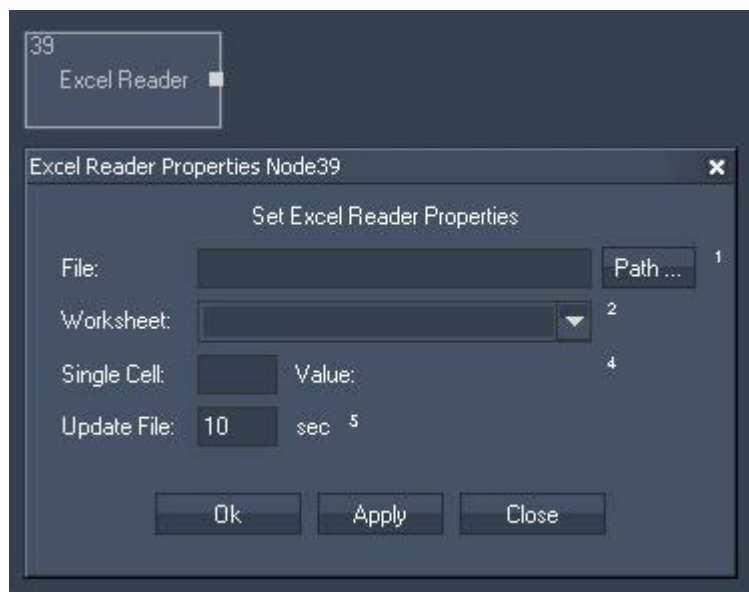 39
Excel Reader
Excel Reader Properties Node39
Set Excel Reader Properties
File: Path ... 1
Worksheet: 2
Single Cell: Value: 4
Update File: 10 sec 5
Ok Apply Close